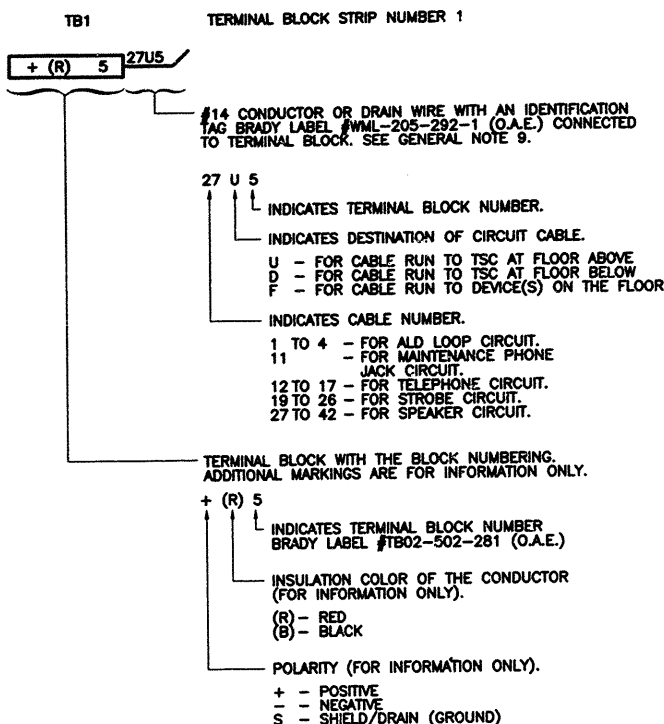 TB1 TERMINAL BLOCK STRIP NUMBER 1
+ (R) 5 27U5
#14 CONDUCTOR OR DRAIN WIRE WITH AN IDENTIFICATION
TAG BRADY LABEL #WML-205-292-1 (O.A.E.) CONNECTED
TO TERMINAL BLOCK. SEE GENERAL NOTE 9.
27 U 5
INDICATES TERMINAL BLOCK NUMBER.
INDICATES DESTINATION OF CIRCUIT CABLE.
U - FOR CABLE RUN TO TSC AT FLOOR ABOVE
D - FOR CABLE RUN TO TSC AT FLOOR BELOW
F - FOR CABLE RUN TO DEVICE(S) ON THE FLOOR
INDICATES CABLE NUMBER.
1 TO 4 - FOR ALD LOOP CIRCUIT.
11 - FOR MAINTENANCE PHONE
JACK CIRCUIT.
12 TO 17 - FOR TELEPHONE CIRCUIT.
19 TO 26 - FOR STROBE CIRCUIT.
27 TO 42 - FOR SPEAKER CIRCUIT.
TERMINAL BLOCK WITH THE BLOCK NUMBERING.
ADDITIONAL MARKINGS ARE FOR INFORMATION ONLY.
+ (R) 5
INDICATES TERMINAL BLOCK NUMBER
BRADY LABEL #TB02-502-281 (O.A.E.)
INSULATION COLOR OF THE CONDUCTOR
(FOR INFORMATION ONLY).
(R) - RED
(B) - BLACK
POLARITY (FOR INFORMATION ONLY).
+ - POSITIVE
- - NEGATIVE
S - SHIELD/DRAIN (GROUND)